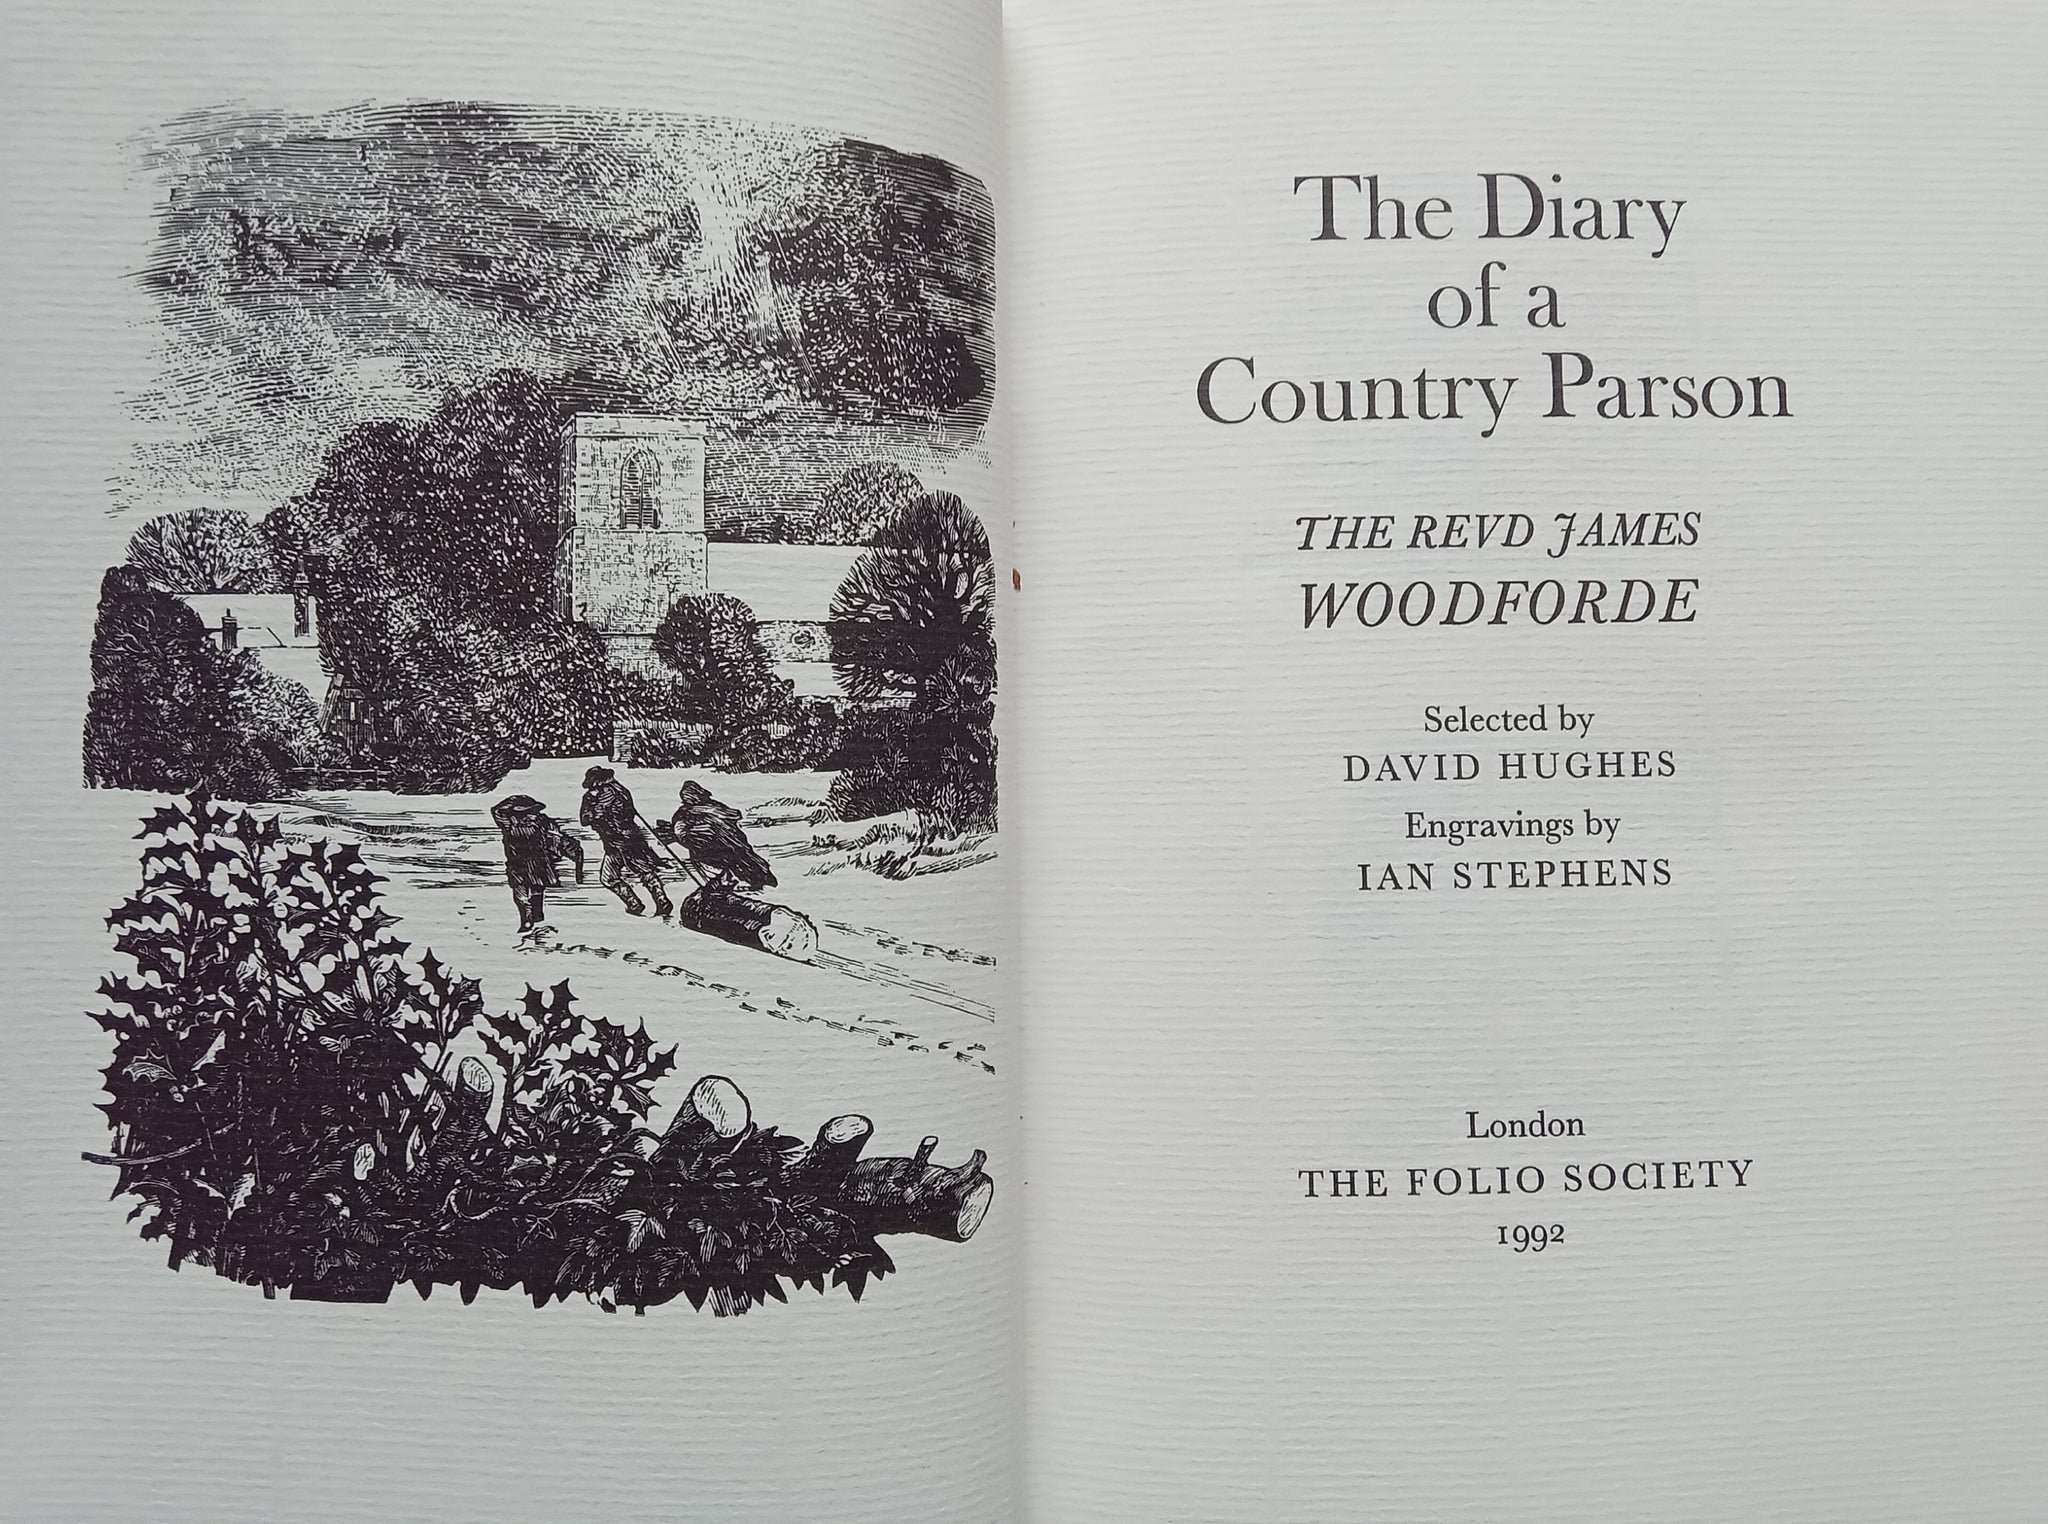 The Diary
of a
Country Parson
THE REVD JAMES
WOODFORDE
Selected by
DAVID HUGHES
Engravings by
IAN STEPHENS
London
THE FOLIO SOCIETY
1992